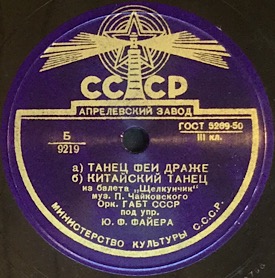 СССР
АПРЕЛЕВСКИЙ ЗАВОД
Б
9219
ГОСТ 5289-50
III кл.
а) ТАНЕЦ ФЕИ ДРАЖЕ
б) КИТАЙСКИЙ ТАНЕЦ
из балета „Щелкунчик"
муз. П. Чайковского
Орк. ГАБТ СССР
под упр.
Ю. Ф. ФАЙЕРА
МИНИСТЕРСТВО КУЛЬТУРЫ С.С.С.Р.